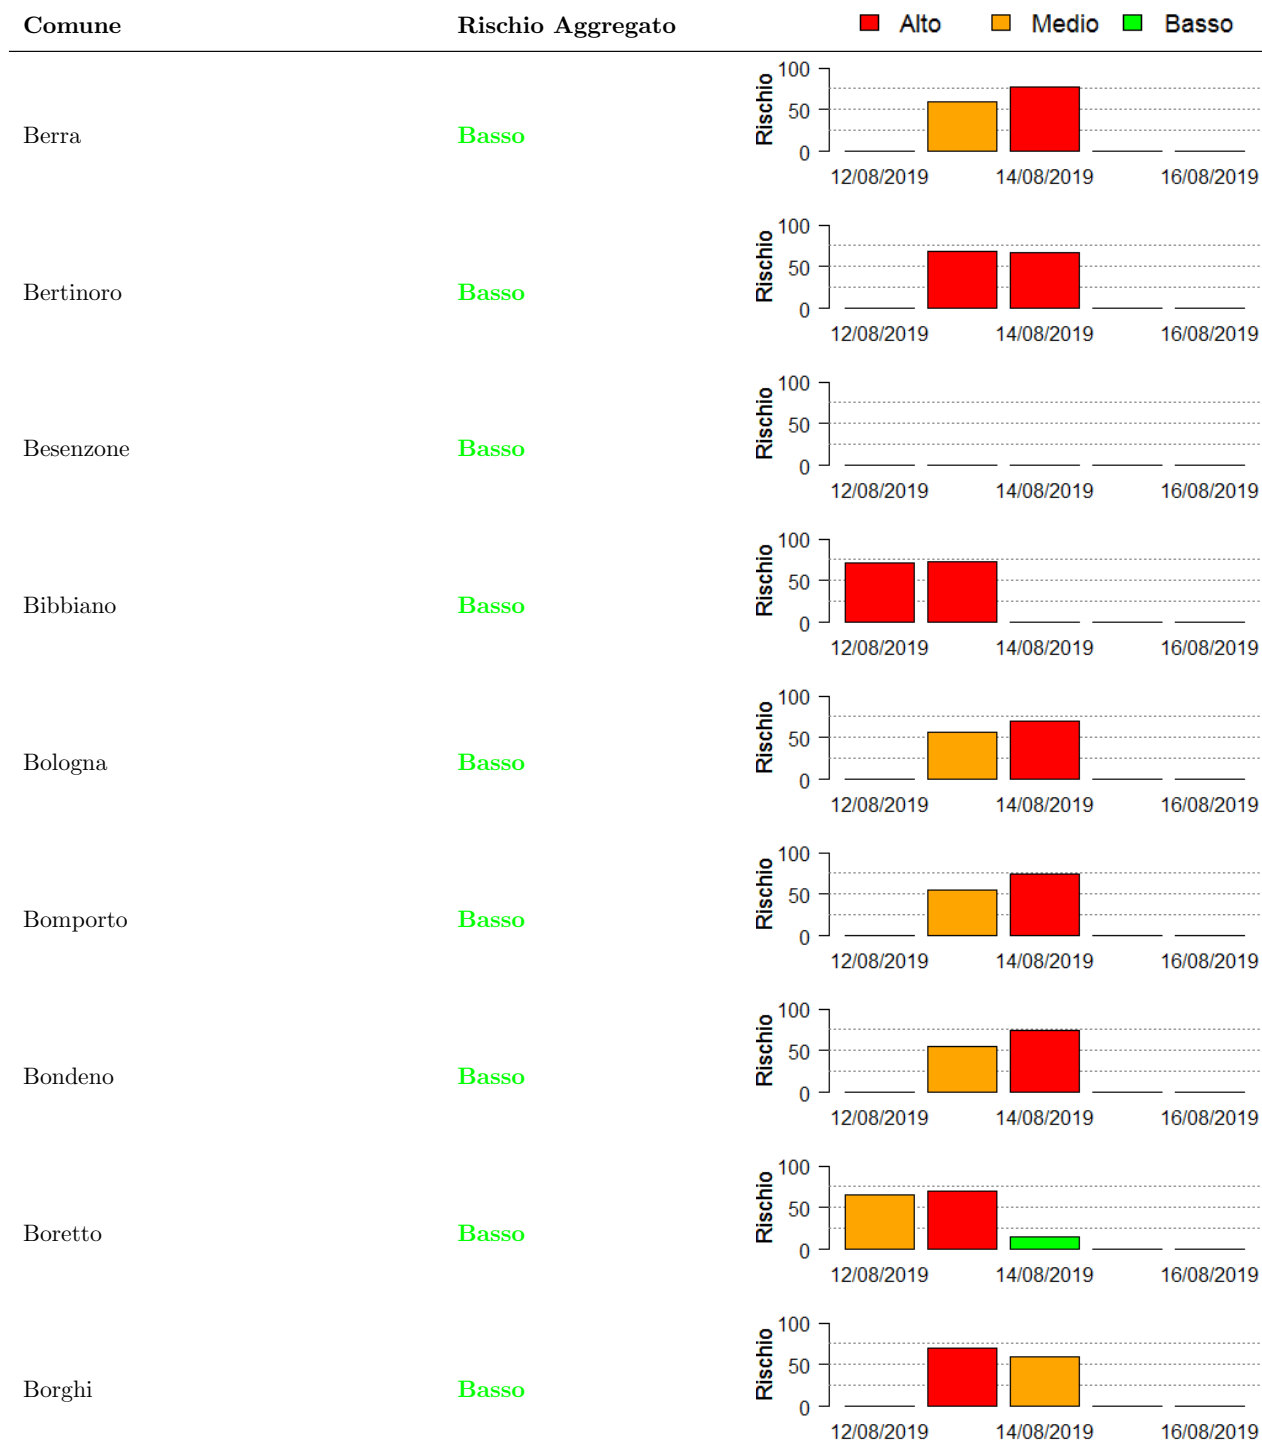 Comune Rischio Aggregato Alto Medio Basso
Berra Basso Rischio 100 50 0
12/08/2019 14/08/2019 16/08/2019
Bertinoro Basso Rischio 100 50 0
12/08/2019 14/08/2019 16/08/2019
Besenzone Basso Rischio 100 50 0
12/08/2019 14/08/2019 16/08/2019
Bibbiano Basso Rischio 100 50 0
12/08/2019 14/08/2019 16/08/2019
Bologna Basso Rischio 100 50 0
12/08/2019 14/08/2019 16/08/2019
Bomporto Basso Rischio 100 50 0
12/08/2019 14/08/2019 16/08/2019
Bondeno Basso Rischio 100 50 0
12/08/2019 14/08/2019 16/08/2019
Boretto Basso Rischio 100 50 0
12/08/2019 14/08/2019 16/08/2019
Borghi Basso Rischio 100 50 0
12/08/2019 14/08/2019 16/08/2019